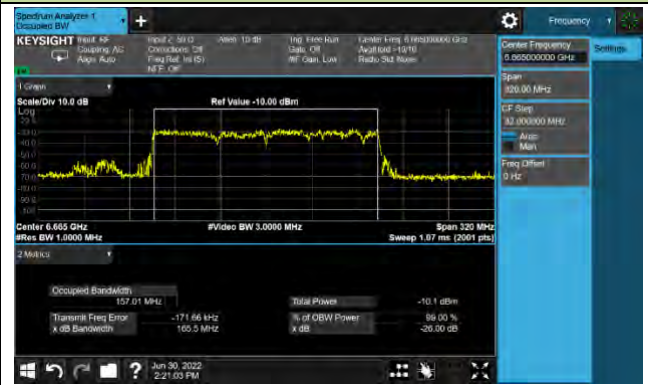 Spectrum Analyzer 1
Occupied BW
+
Frequency
KEYSIGHT Input: RF
Coupling: AC
Align: Auto
Input Z: 50 Ω
Corrections: Off
Freq Ref: Int (S)
NFE: Off
Atten: 10 dB
Trig: Free Run
Gate: Off
#IF Gain: Low
Center Freq: 6.665000000 GHz
Avg|Hold: >10/10
Radio Std: None
Center Frequency
6.665000000 GHz
Settings
Span
320.00 MHz
CF Step
32.000000 MHz
Auto
Man
Freq Offset
0 Hz
1 Graph
Scale/Div 10.0 dB
Ref Value -10.00 dBm
Log
Center 6.665 GHz
#Video BW 3.0000 MHz
Span 320 MHz
#Res BW 1.0000 MHz
Sweep 1.07 ms (2001 pts)
2 Metrics
Occupied Bandwidth
157.01 MHz
Total Power
-10.1 dBm
Transmit Freq Error
-171.66 kHz
% of OBW Power
99.00 %
x dB Bandwidth
165.5 MHz
x dB
-26.00 dB
?
Jun 30, 2022
2:21:03 PM